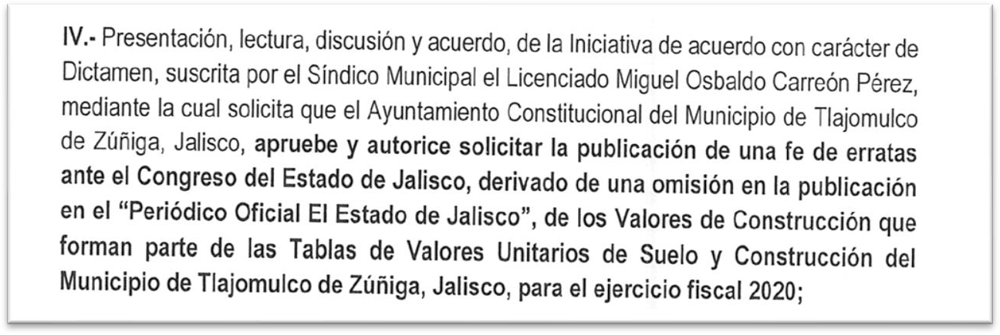 IV.- Presentación, lectura, discusión y acuerdo, de la Iniciativa de acuerdo con carácter de
Dictamen, suscrita por el Síndico Municipal el Licenciado Miguel Osbaldo Carreón Pérez,
mediante la cual solicita que el Ayuntamiento Constitucional del Municipio de Tlajomulco
de Zúñiga, Jalisco, apruebe y autorice solicitar la publicación de una fe de erratas
ante el Congreso del Estado de Jalisco, derivado de una omisión en la publicación
en el “Periódico Oficial El Estado de Jalisco”, de los Valores de Construcción que
forman parte de las Tablas de Valores Unitarios de Suelo y Construcción del
Municipio de Tlajomulco de Zúñiga, Jalisco, para el ejercicio fiscal 2020;